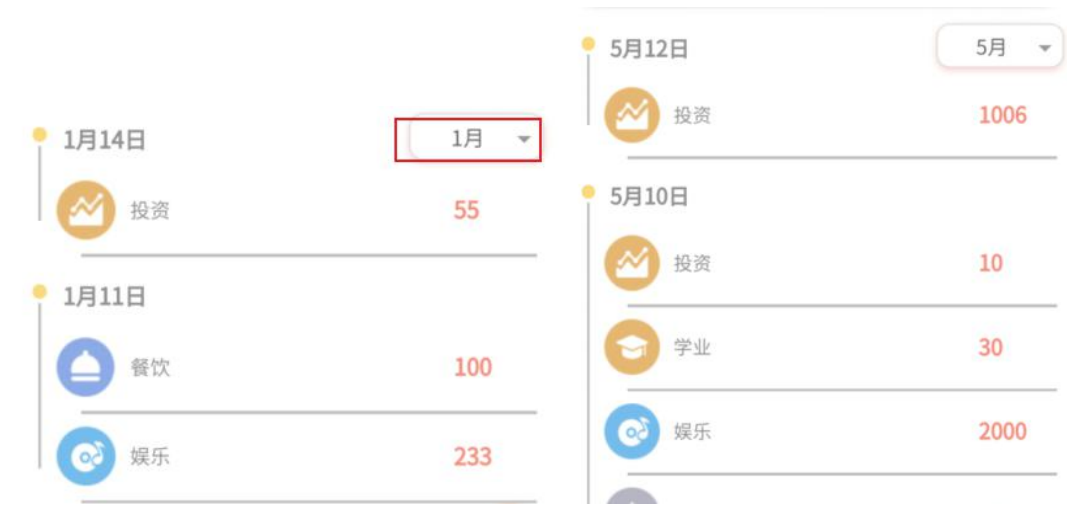 1月14日
1月
投资
55
1月11日
餐饮
100
娱乐
233
5月12日
5月
投资
1006
5月10日
投资
10
学业
30
娱乐
2000